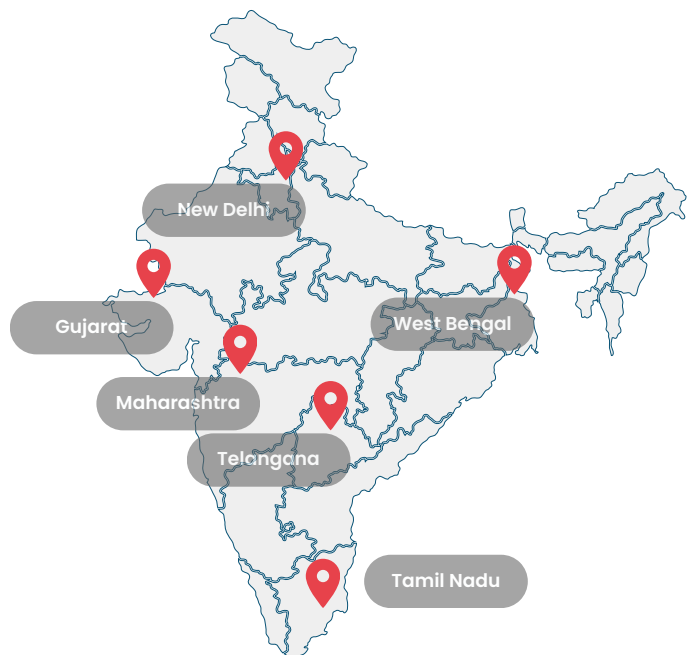 New Delhi
Gujarat
West Bengal
Maharashtra
Telangana
Tamil Nadu